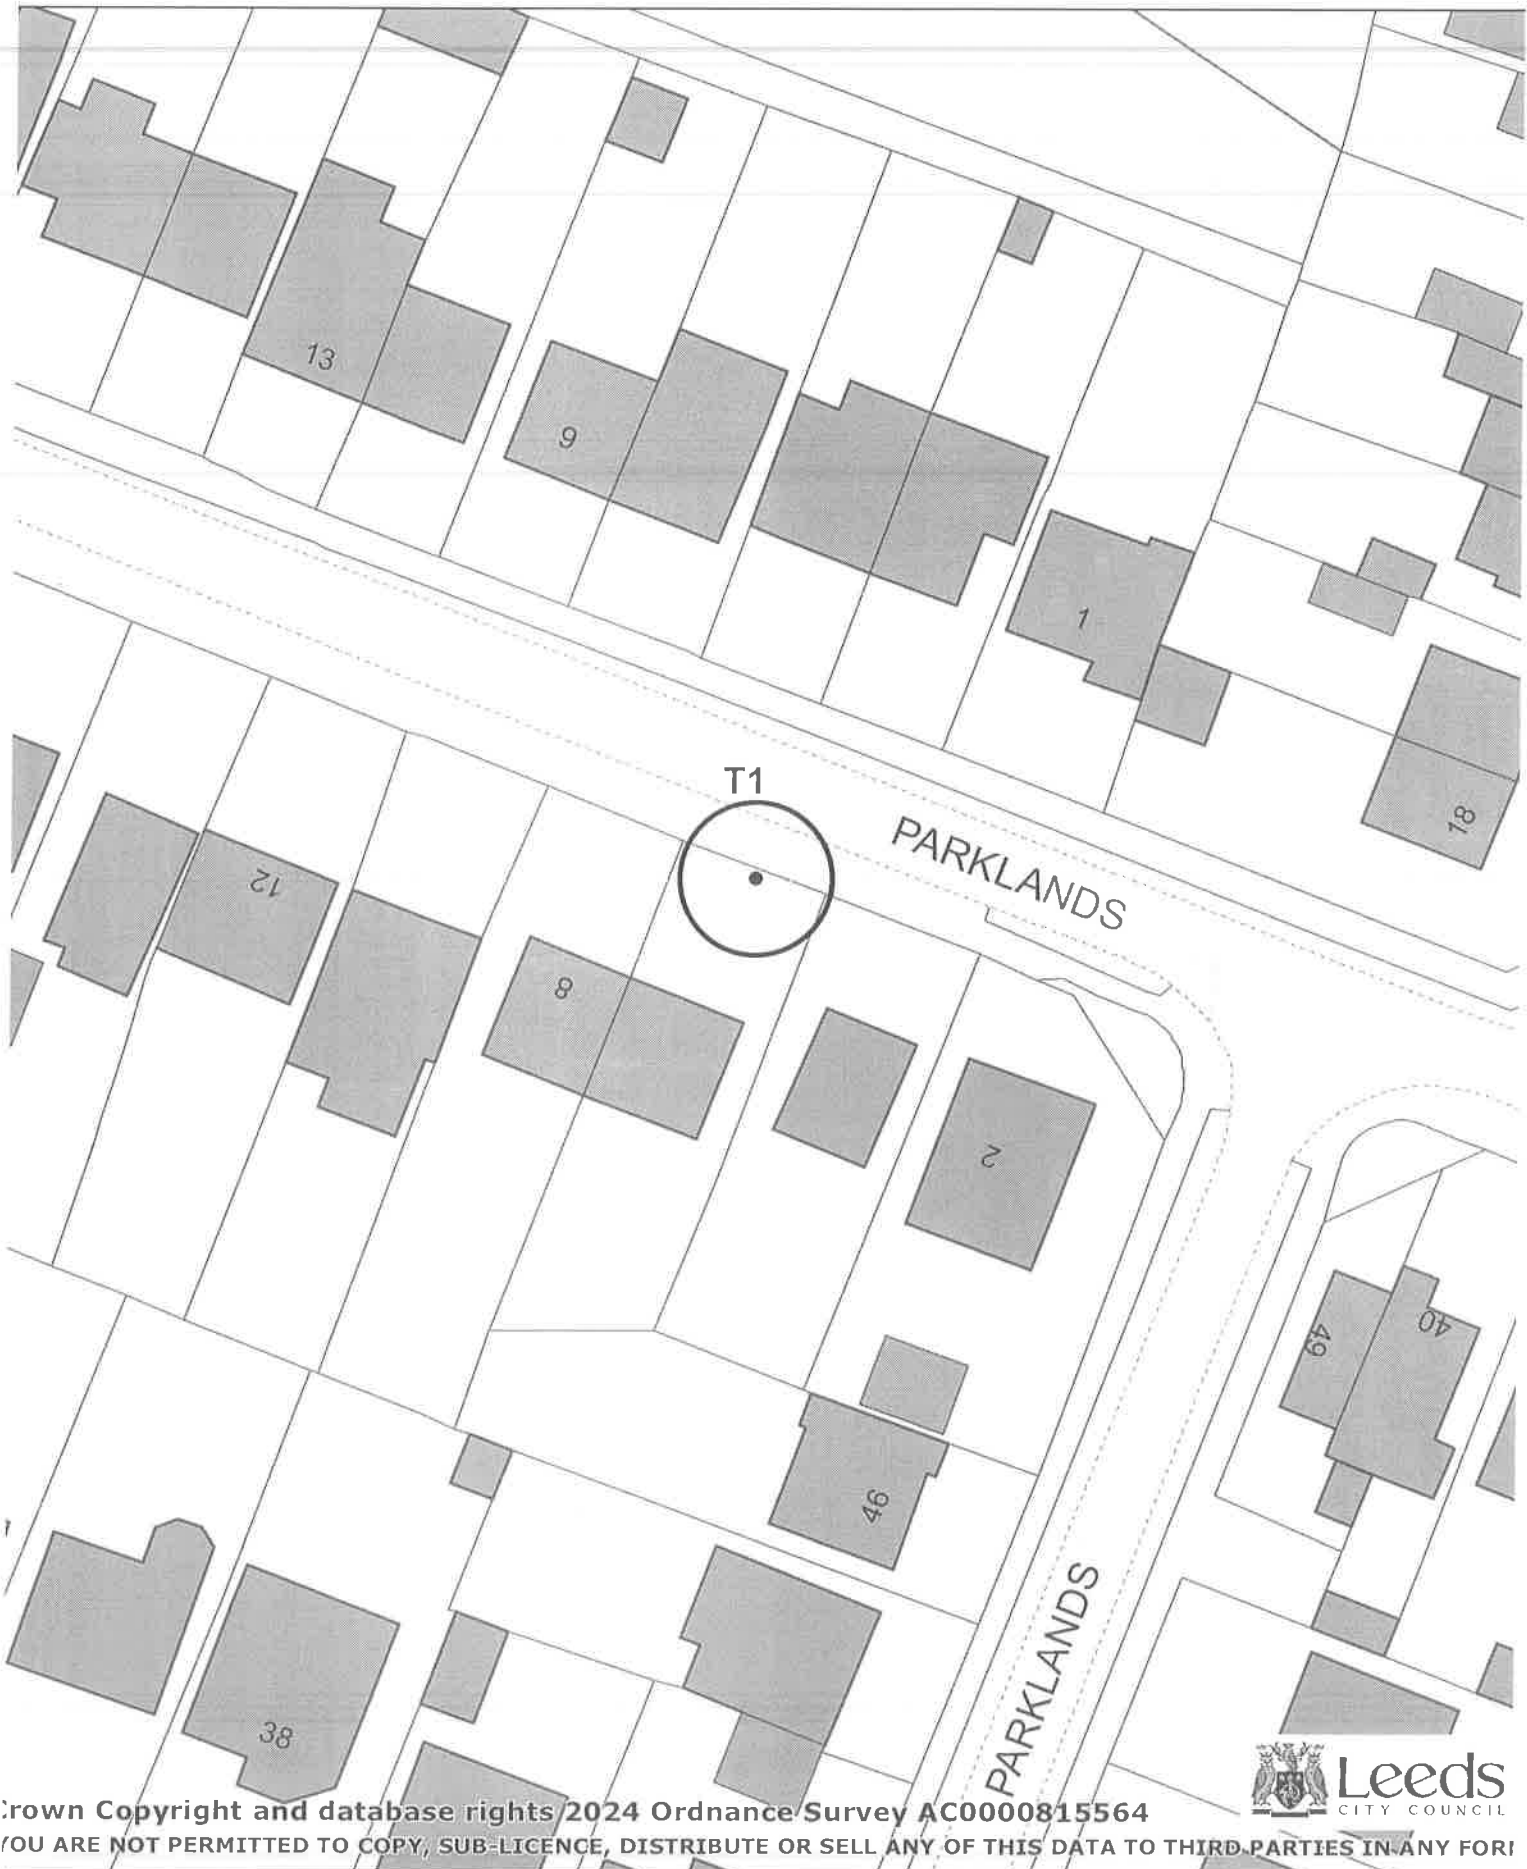 13
9
1
18
T1
PARKLANDS
12
8
2
49
40
46
PARKLANDS
38
Leeds
CITY COUNCIL
Crown Copyright and database rights 2024 Ordnance Survey AC0000815564
YOU ARE NOT PERMITTED TO COPY, SUB-LICENCE, DISTRIBUTE OR SELL ANY OF THIS DATA TO THIRD PARTIES IN ANY FORM